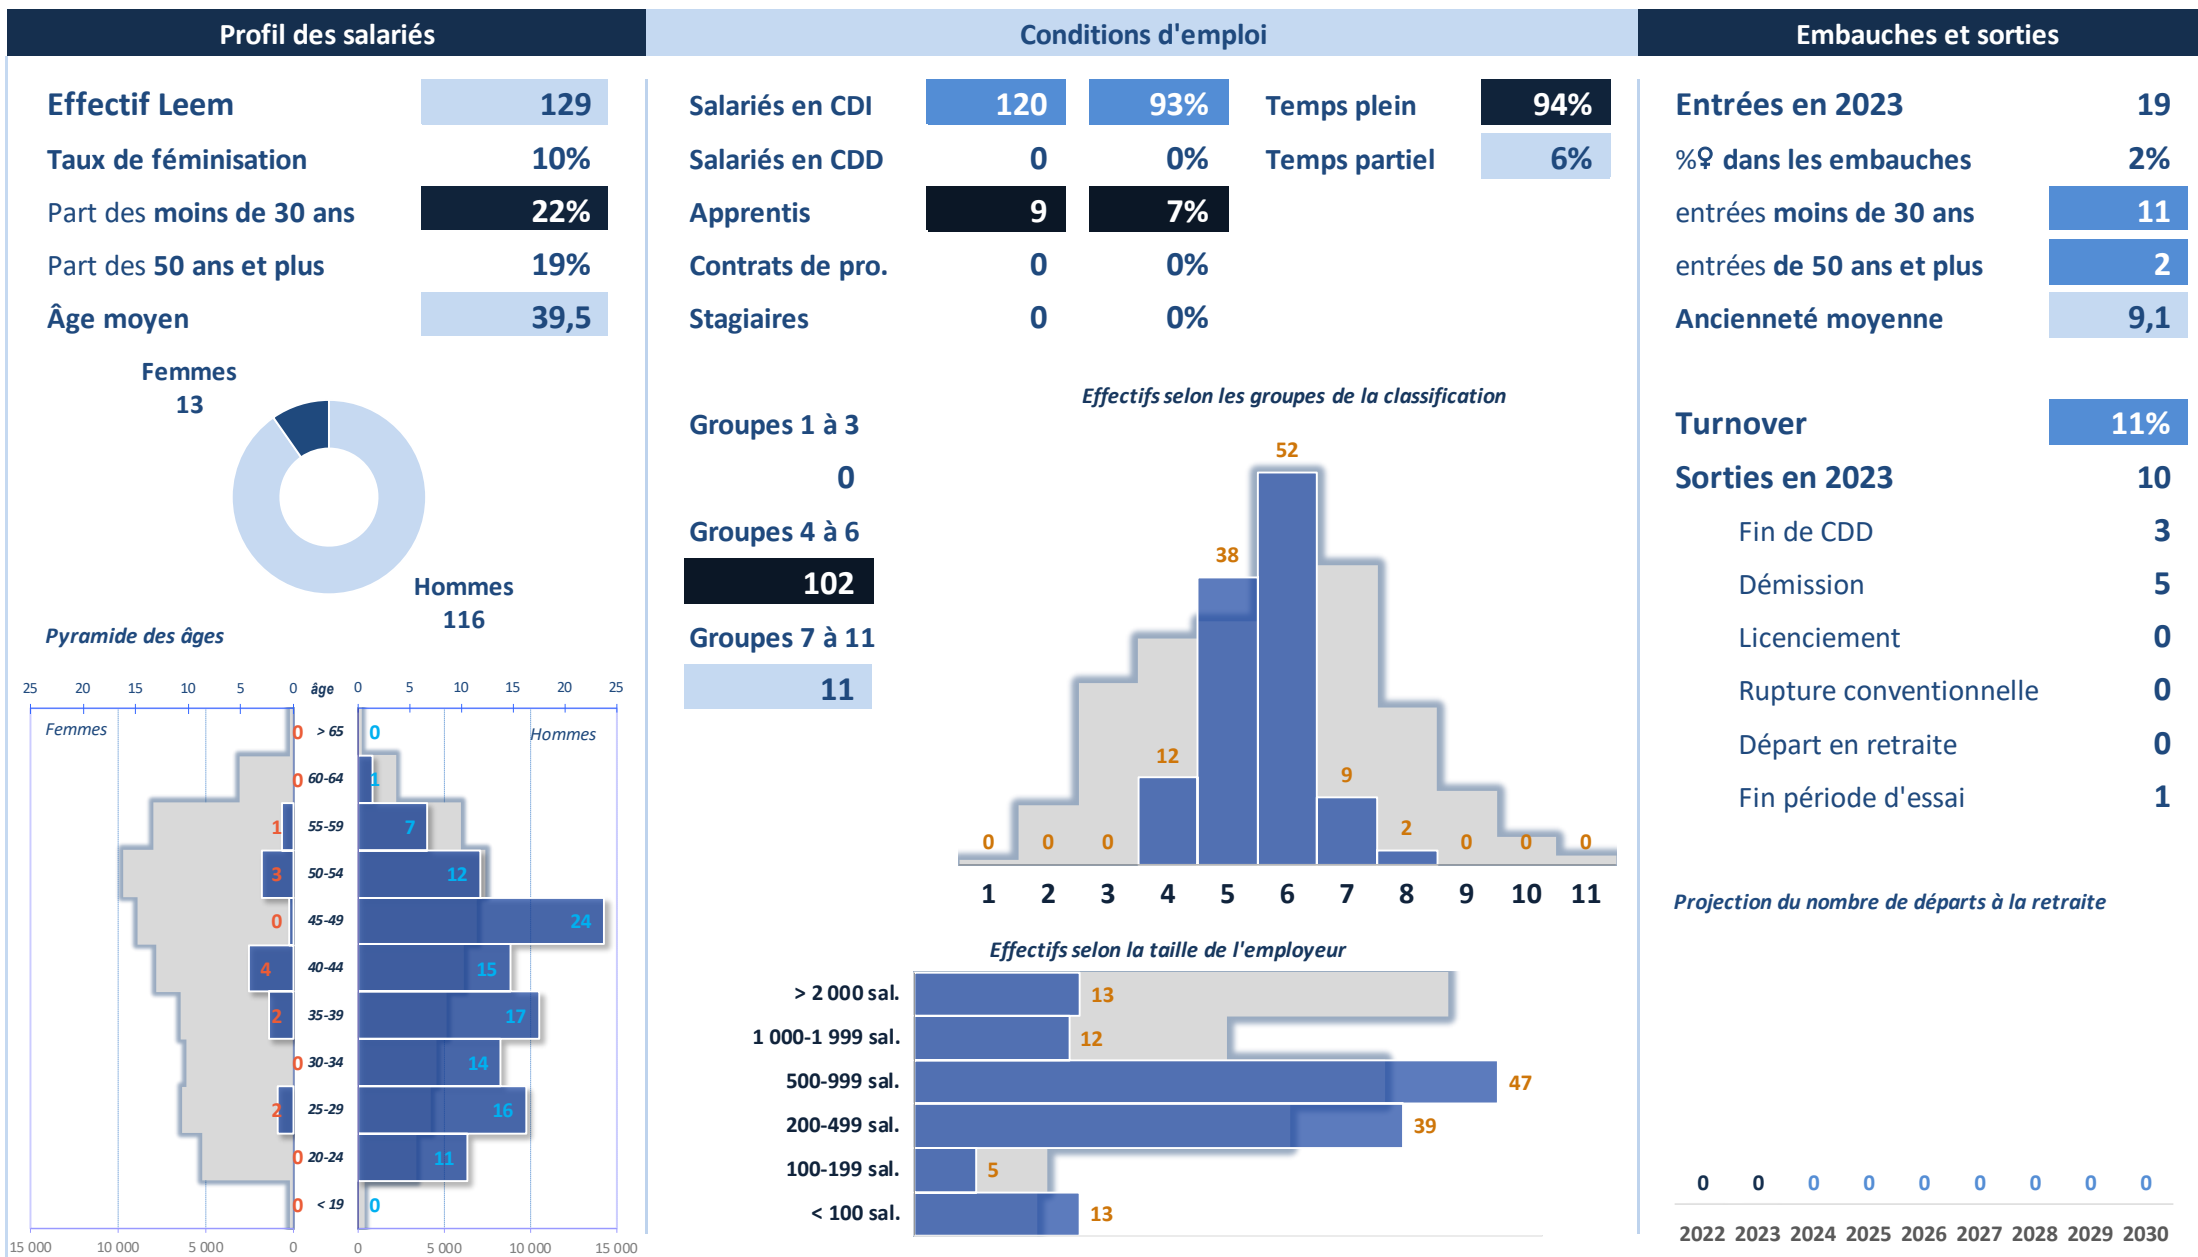 Profil des salariés
Effectif Leem 129
Taux de féminisation 10%
Part des moins de 30 ans 22%
Part des 50 ans et plus 19%
Âge moyen 39,5
Femmes
13
Hommes
116
Pyramide des âges
25 20 15 10 5 0 âge 0 5 10 15 20 25
Femmes Hommes
0 > 65 0
0 60-64 1
1 55-59 7
3 50-54 12
0 45-49 24
4 40-44 15
2 35-39 17
0 30-34 14
2 25-29 16
0 20-24 11
0 < 19 0
15 000 10 000 5 000 0 0 5 000 10 000 15 000
Conditions d'emploi
Salariés en CDI 120 93% Temps plein 94%
Salariés en CDD 0 0% Temps partiel 6%
Apprentis 9 7%
Contrats de pro. 0 0%
Stagiaires 0 0%
Groupes 1 à 3
0
Groupes 4 à 6
102
Groupes 7 à 11
11
Effectifs selon les groupes de la classification
52
38
12
9
2
0 0 0 0 0 0
1 2 3 4 5 6 7 8 9 10 11
Effectifs selon la taille de l'employeur
> 2 000 sal. 13
1 000-1 999 sal. 12
500-999 sal. 47
200-499 sal. 39
100-199 sal. 5
< 100 sal. 13
Embauches et sorties
Entrées en 2023 19
%♀ dans les embauches 2%
entrées moins de 30 ans 11
entrées de 50 ans et plus 2
Ancienneté moyenne 9,1
Turnover 11%
Sorties en 2023 10
Fin de CDD 3
Démission 5
Licenciement 0
Rupture conventionnelle 0
Départ en retraite 0
Fin période d'essai 1
Projection du nombre de départs à la retraite
0 0 0 0 0 0 0 0 0
2022 2023 2024 2025 2026 2027 2028 2029 2030